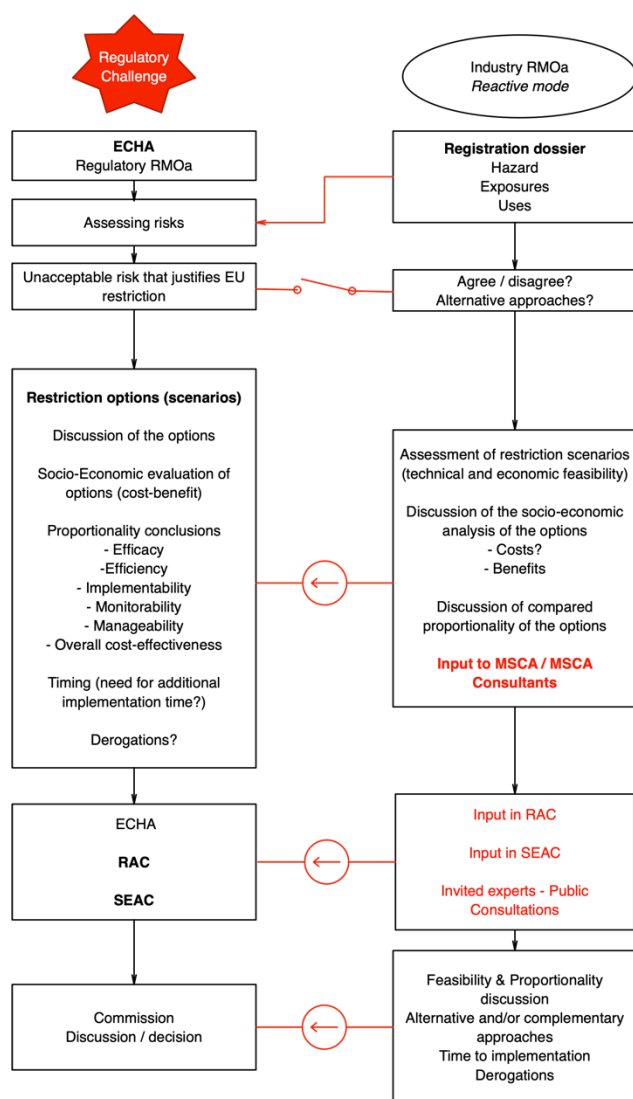 Regulatory
Challenge
Industry RMOa
Reactive mode
ECHA
Regulatory RMOa
Registration dossier
Hazard
Exposures
Uses
Assessing risks
Unacceptable risk that justifies EU
restriction
Agree / disagree?
Alternative approaches?
Restriction options (scenarios)
Discussion of the options
Socio-Economic evaluation of
options (cost-benefit)
Proportionality conclusions
- Efficacy
-Efficiency
- Implementability
- Monitorability
- Manageability
- Overall cost-effectiveness
Timing (need for additional
implementation time?)
Derogations?
Assessment of restriction scenarios
(technical and economic feasibility)
Discussion of the socio-economic
analysis of the options
- Costs?
- Benefits
Discussion of compared
proportionality of the options
Input to MSCA / MSCA
Consultants
ECHA
RAC
SEAC
Input in RAC
Input in SEAC
Invited experts - Public
Consultations
Commission
Discussion / decision
Feasibility & Proportionality
discussion
Alternative and/or complementary
approaches
Time to implementation
Derogations